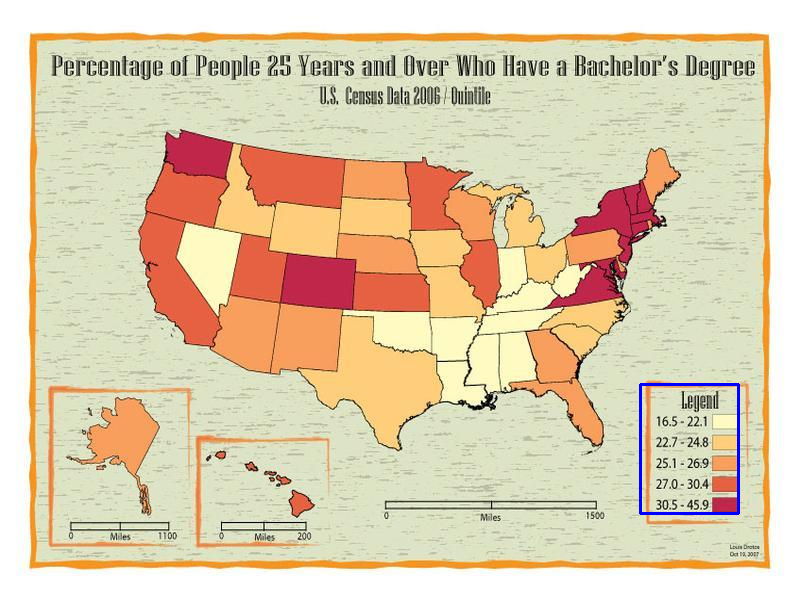 Percentage of People 25 Years and Over Who Have a Bachelor's Degree
U.S. Census Data 2006 / Quintile
Legend
16.5 - 22.1
22.7 - 24.8
25.1 - 26.9
27.0 - 30.4
30.5 - 45.9
0 Miles 1100
0 Miles 200
0 Miles 1500
Louis Drotos
Oct 19, 2007